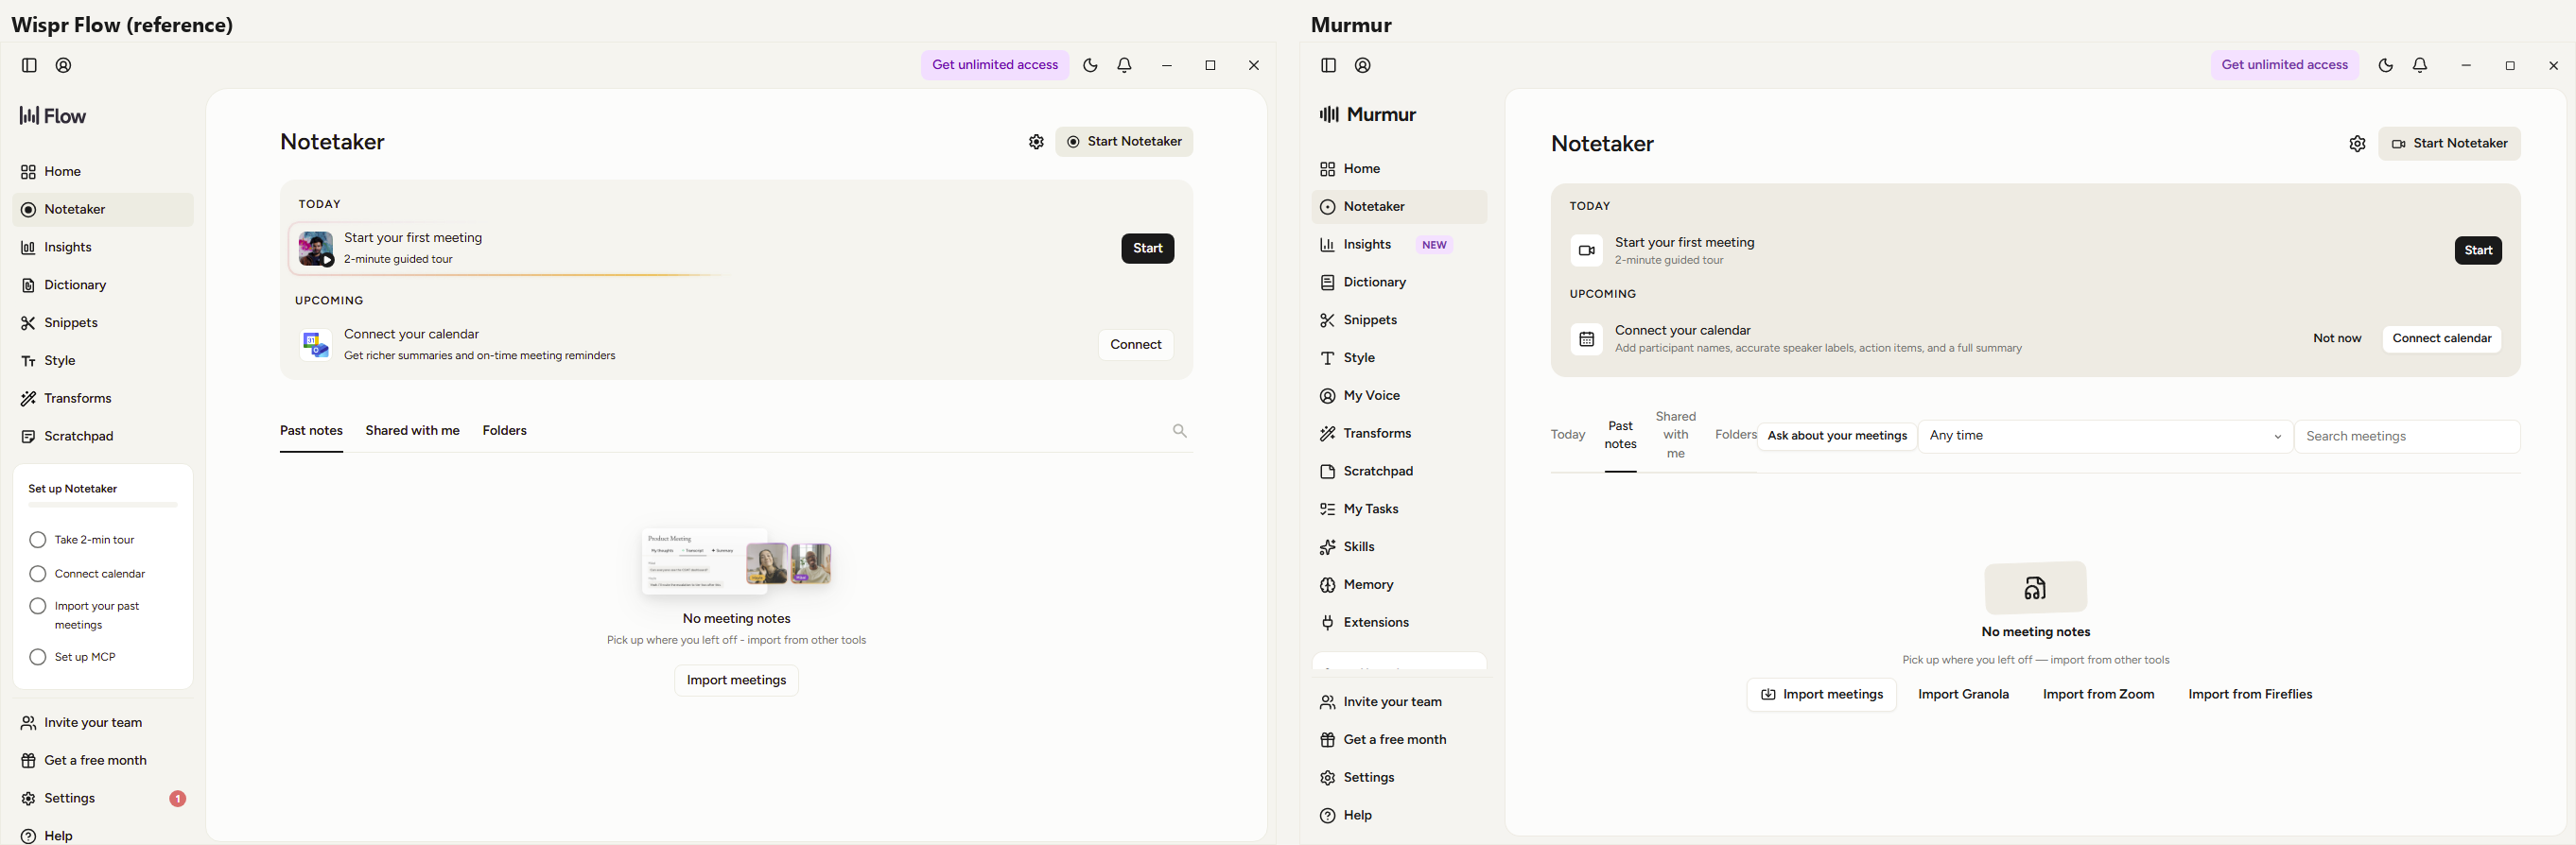 Wispr Flow (reference)
Get unlimited access
Flow
Home
Notetaker
Insights
Dictionary
Snippets
Style
Transforms
Scratchpad
Set up Notetaker
Take 2-min tour
Connect calendar
Import your past
meetings
Set up MCP
Invite your team
Get a free month
Settings
1
Help
Notetaker
Start Notetaker
TODAY
Start your first meeting
2-minute guided tour
Start
UPCOMING
31
Connect your calendar
Get richer summaries and on-time meeting reminders
Connect
Past notes
Shared with me
Folders
Product Meeting
My thoughts
Transcript
Summary
No meeting notes
Pick up where you left off - import from other tools
Import meetings
Murmur
Get unlimited access
Murmur
Home
Notetaker
Insights
NEW
Dictionary
Snippets
Style
My Voice
Transforms
Scratchpad
My Tasks
Skills
Memory
Extensions
Invite your team
Get a free month
Settings
Help
Notetaker
Start Notetaker
TODAY
Start your first meeting
2-minute guided tour
Start
UPCOMING
Connect your calendar
Add participant names, accurate speaker labels, action items, and a full summary
Not now
Connect calendar
Today
Past
notes
Shared
with
me
Folders
Ask about your meetings
Any time
Search meetings
No meeting notes
Pick up where you left off — import from other tools
Import meetings
Import Granola
Import from Zoom
Import from Fireflies